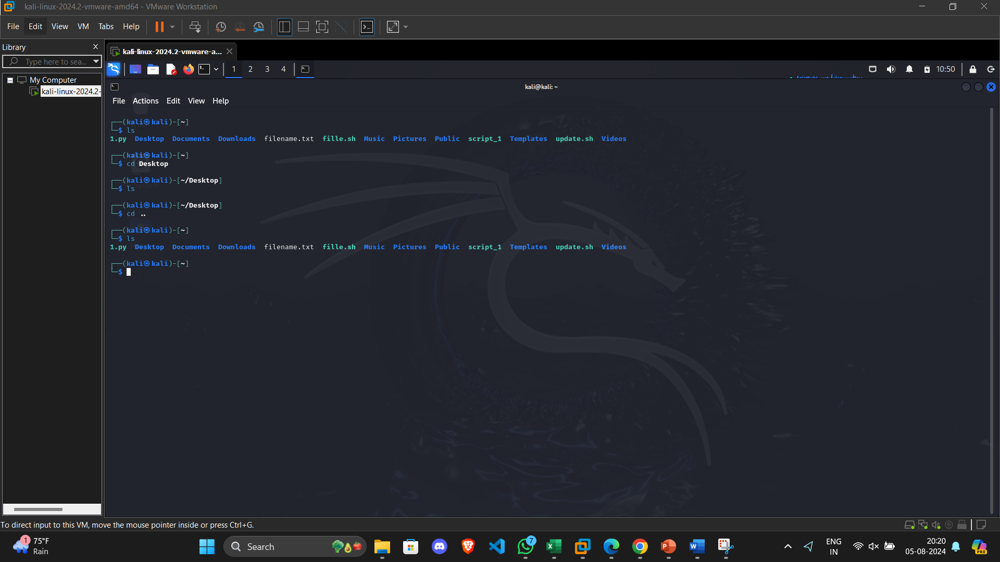 kali-linux-2024.2-vmware-amd64 - VMware Workstation
File Edit View VM Tabs Help
Library
Type here to sea...
My Computer
kali-linux-2024.2-
kali-linux-2024.2-vmware-a...
1 2 3 4
10:50
kali@kali: ~
File Actions Edit View Help
┌──(kali㉿kali)-[~]
└─$ ls
1.py Desktop Documents Downloads filename.txt fille.sh Music Pictures Public script_1 Templates update.sh Videos
┌──(kali㉿kali)-[~]
└─$ cd Desktop
┌──(kali㉿kali)-[~/Desktop]
└─$ ls
┌──(kali㉿kali)-[~/Desktop]
└─$ cd ..
┌──(kali㉿kali)-[~]
└─$ ls
1.py Desktop Documents Downloads filename.txt fille.sh Music Pictures Public script_1 Templates update.sh Videos
┌──(kali㉿kali)-[~]
└─$
To direct input to this VM, move the mouse pointer inside or press Ctrl+G.
1
75°F
Rain
Search
7
PRE
ENG
IN
20:20
05-08-2024